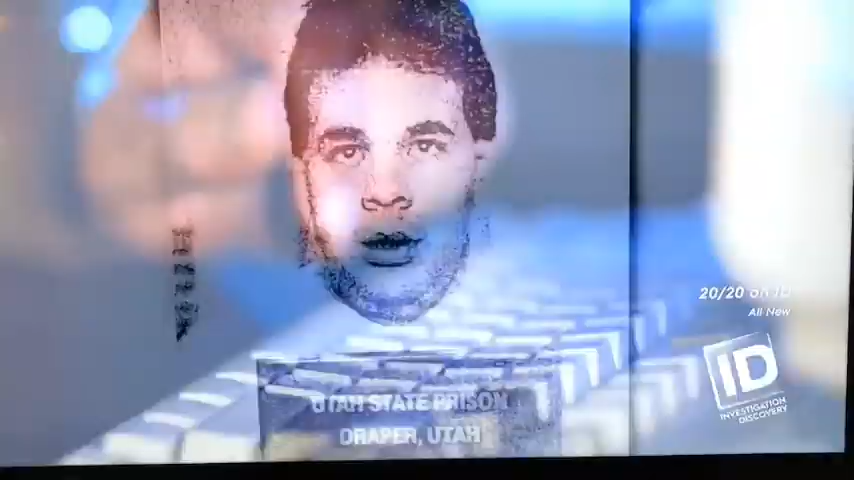 20/20 on ID
All New
ID
INVESTIGATION
DISCOVERY
UTAH STATE PRISON
DRAPER, UTAH